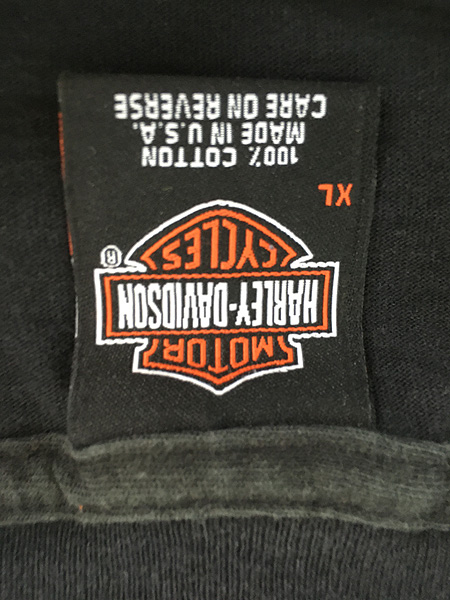 MOTOR
HARLEY-DAVIDSON
CYCLES
®
XL
100% COTTON
MADE IN U.S.A.
CARE ON REVERSE